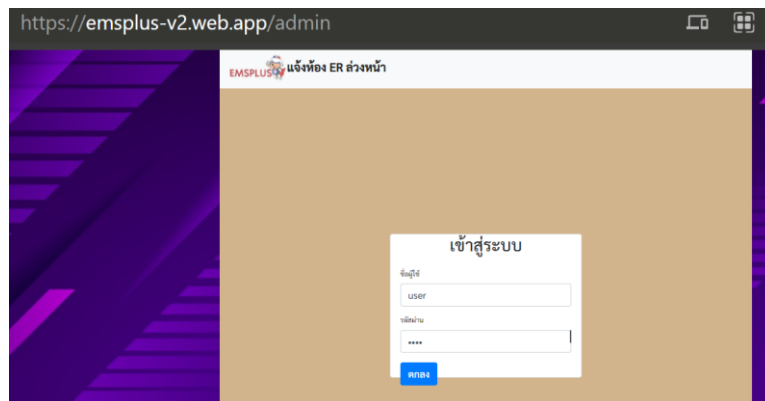 https://emsplus-v2.web.app/admin
EMSPLUS แจ้งห้อง ER ล่วงหน้า
เข้าสู่ระบบ
ชื่อผู้ใช้
user
รหัสผ่าน
••••
ตกลง